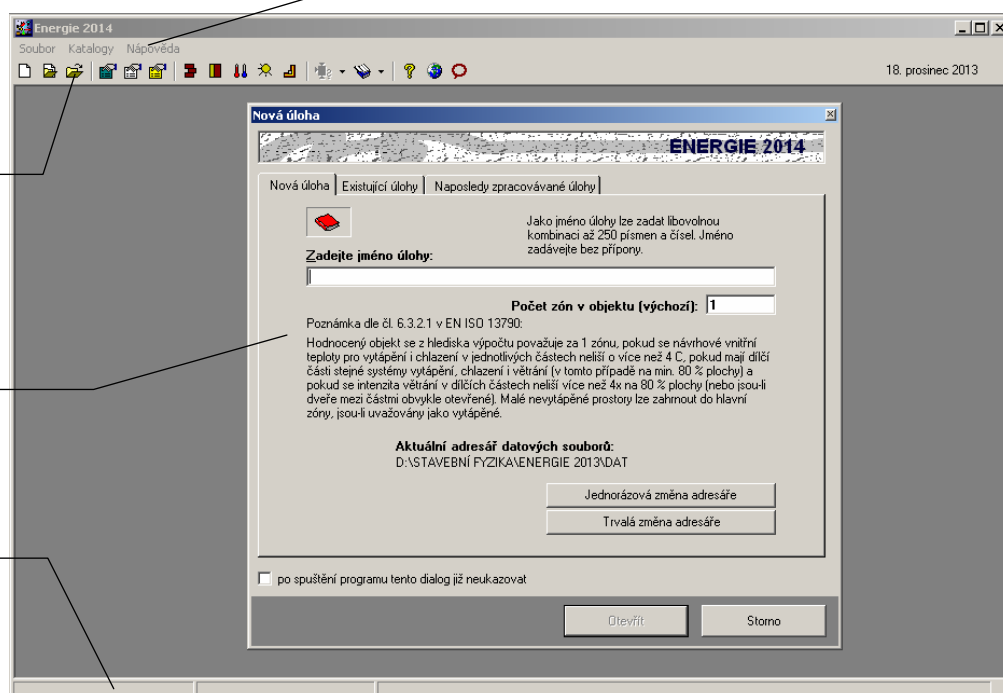 Energie 2014
Soubor Katalogy Nápověda
18. prosinec 2013
Nová úloha
ENERGIE 2014
Nová úloha Existující úlohy Naposledy zpracovávané úlohy
Jako jméno úlohy lze zadat libovolnou
kombinaci až 250 písmen a čísel. Jméno
zadávejte bez přípony.
Zadejte jméno úlohy:
Počet zón v objektu (výchozí): 1
Poznámka dle čl. 6.3.2.1 v EN ISO 13790:
Hodnocený objekt se z hlediska výpočtu považuje za 1 zónu, pokud se návrhové vnitřní
teploty pro vytápění i chlazení v jednotlivých částech neliší o více než 4 C, pokud mají dílčí
části stejné systémy vytápění, chlazení i větrání (v tomto případě na min. 80 % plochy) a
pokud se intenzita větrání v dílčích částech neliší více než 4x na 80 % plochy (nebo jsou-li
dveře mezi částmi obvykle otevřené). Malé nevytápěné prostory lze zahrnout do hlavní
zóny, jsou-li uvažovány jako vytápěné.
Aktuální adresář datových souborů:
D:\STAVEBNÍ FYZIKA\ENERGIE 2013\DAT
Jednorázová změna adresáře
Trvalá změna adresáře
po spuštění programu tento dialog již neukazovat
Otevřít Storno